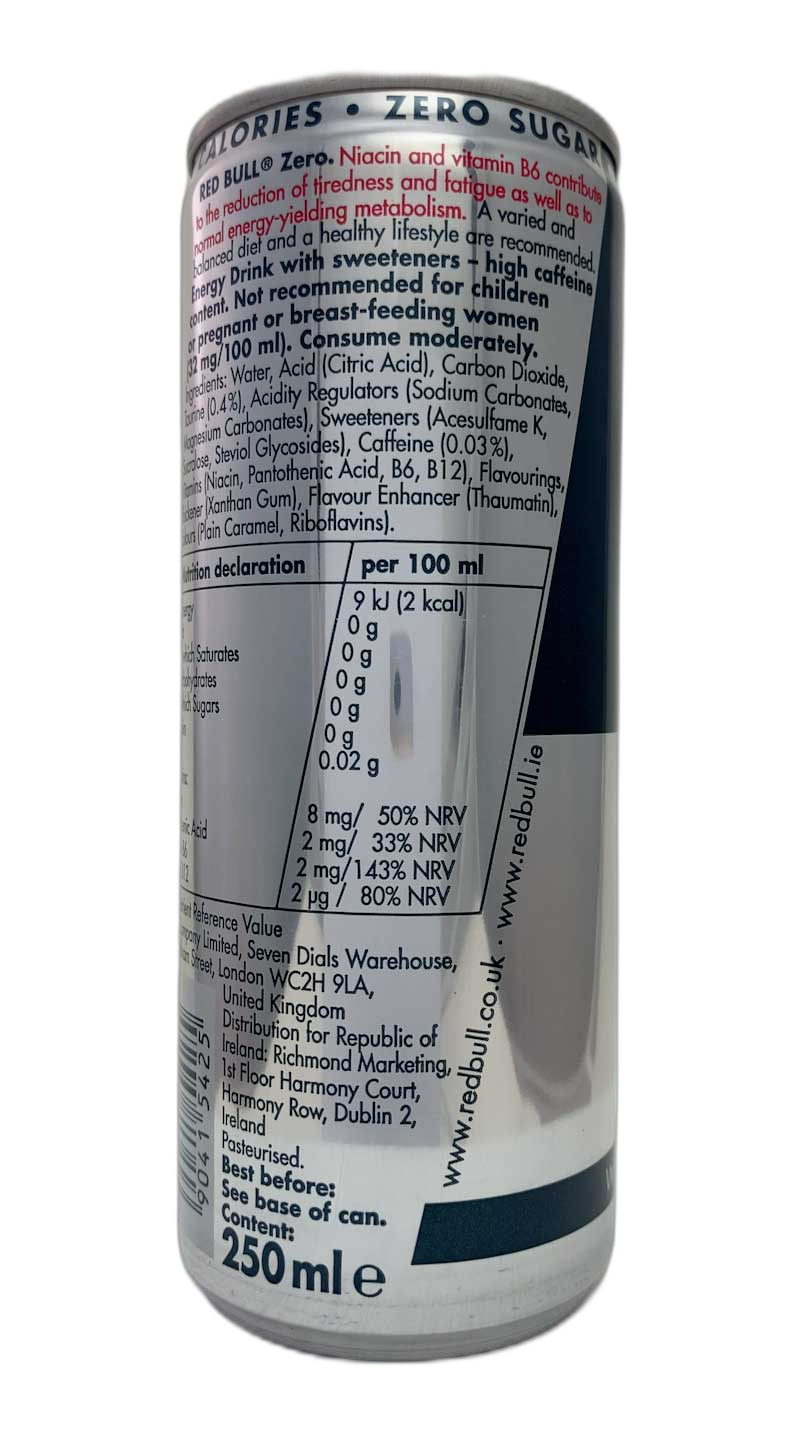 CALORIES • ZERO SUGAR
RED BULL® Zero. Niacin and vitamin B6 contribute
to the reduction of tiredness and fatigue as well as to
normal energy-yielding metabolism. A varied and
balanced diet and a healthy lifestyle are recommended.
Energy Drink with sweeteners – high caffeine
content. Not recommended for children
or pregnant or breast-feeding women
(32 mg/100 ml). Consume moderately.
Ingredients: Water, Acid (Citric Acid), Carbon Dioxide,
Taurine (0.4%), Acidity Regulators (Sodium Carbonates,
Magnesium Carbonates), Sweeteners (Acesulfame K,
Sucralose, Steviol Glycosides), Caffeine (0.03%),
Vitamins (Niacin, Pantothenic Acid, B6, B12), Flavourings,
Thickener (Xanthan Gum), Flavour Enhancer (Thaumatin),
Colours (Plain Caramel, Riboflavins).
Nutrition declaration per 100 ml
9 kJ (2 kcal)
0 g
which Saturates 0 g
0 g
Sugars 0 g
0 g
0.02 g
8 mg/ 50% NRV
Acid 2 mg/ 33% NRV
2 mg/143% NRV
2 µg / 80% NRV
Reference Value
Limited, Seven Dials Warehouse,
Street, London WC2H 9LA,
United Kingdom
Distribution for Republic of
Ireland: Richmond Marketing,
1st Floor Harmony Court,
Harmony Row, Dublin 2,
Ireland
Pasteurised.
Best before:
See base of can.
Content:
250 ml e
www.redbull.co.uk · www.redbull.ie
9041 5425